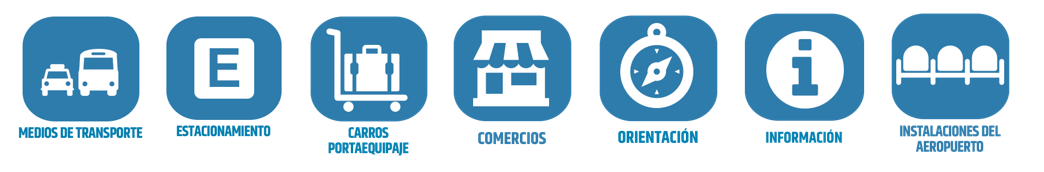 E
i
MEDIOS DE TRANSPORTE
ESTACIONAMIENTO
CARROS
PORTAEQUIPAJE
COMERCIOS
ORIENTACIÓN
INFORMACIÓN
INSTALACIONES DEL
AEROPUERTO